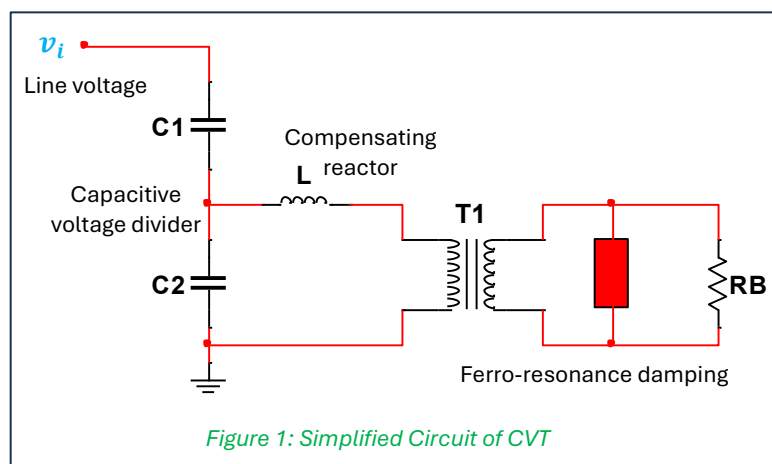 v_i
Line voltage
C1
Compensating
reactor
L
Capacitive
voltage divider
T1
C2
RB
Ferro-resonance damping
Figure 1: Simplified Circuit of CVT